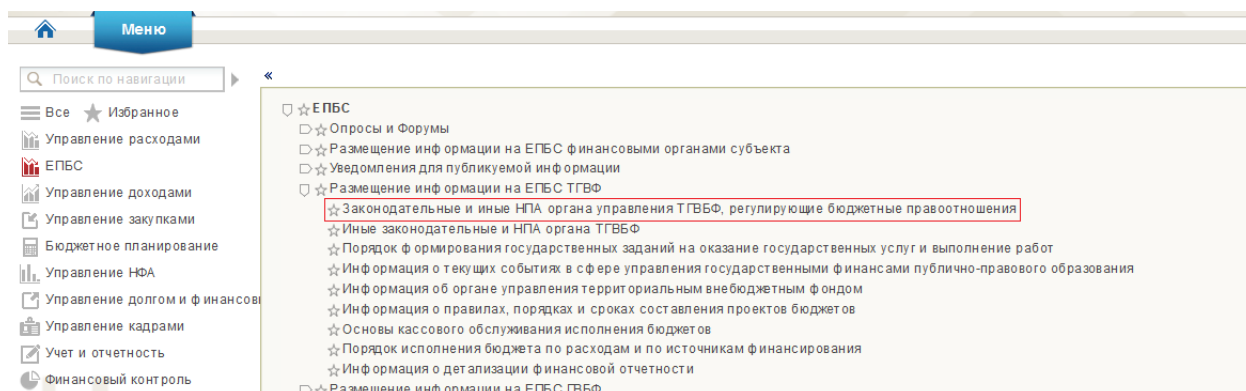 Меню
Поиск по навигации
«
Все Избранное
Управление расходами
ЕПБС
Управление доходами
Управление закупками
Бюджетное планирование
Управление НФА
Управление долгом и финансов
Управление кадрами
Учет и отчетность
Финансовый контроль
ЕПБС
Опросы и Форумы
Размещение информации на ЕПБС финансовыми органами субъекта
Уведомления для публикуемой информации
Размещение информации на ЕПБС ТГВФ
Законодательные и иные НПА органа управления ТГВБФ, регулирующие бюджетные правоотношения
Иные законодательные и НПА органа ТГВБФ
Порядок формирования государственных заданий на оказание государственных услуг и выполнение работ
Информация о текущих событиях в сфере управления государственными финансами публично-правового образования
Информация об органе управления территориальным внебюджетным фондом
Информация о правилах, порядках и сроках составления проектов бюджетов
Основы кассового обслуживания исполнения бюджетов
Порядок исполнения бюджета по расходам и по источникам финансирования
Информация о детализации финансовой отчетности
Размещение информации на ЕПБС ГВБФ